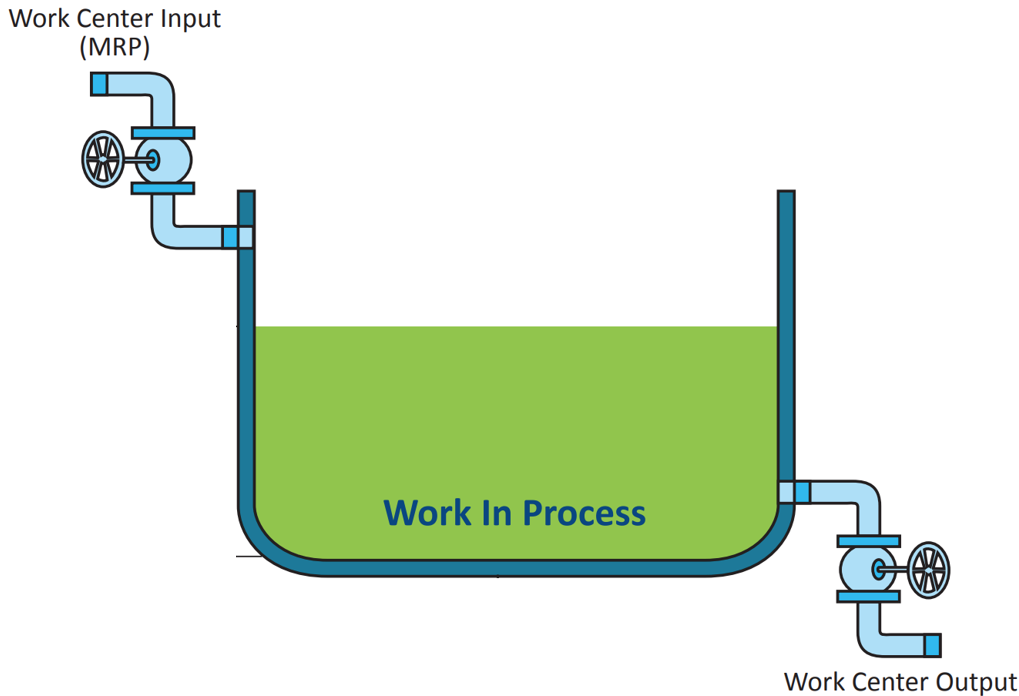 Work Center Input
(MRP)
Work In Process
Work Center Output